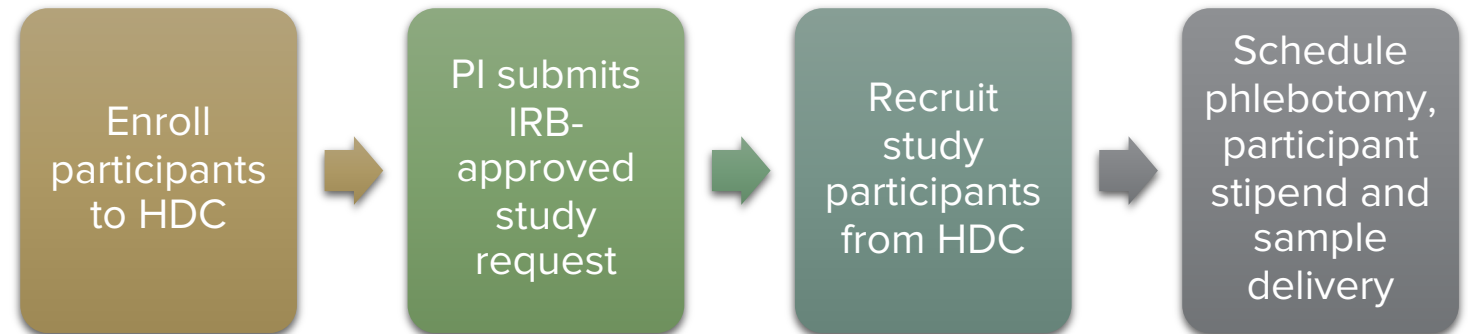 Enroll
participants
to HDC
PI submits
IRB-
approved
study
request
Recruit
study
participants
from HDC
Schedule
phlebotomy,
participant
stipend and
sample
delivery